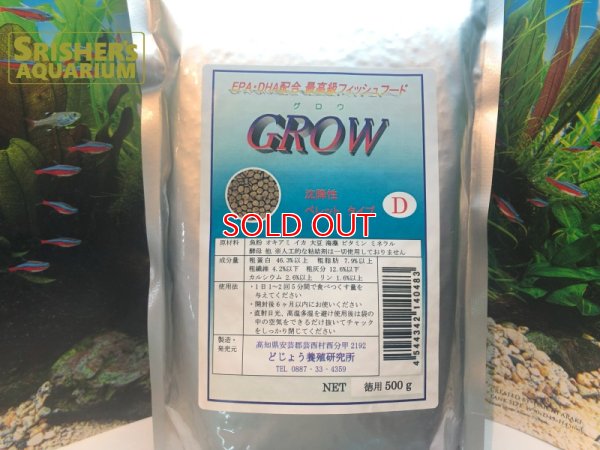 SRISHER'S
AQUARIUM
EPA・DHA配合 最高級フィッシュフード
グロウ
GROW
沈降性
D
SOLD OUT
原材料 魚粉 オキアミ イカ 大豆 海藻 ビタミン ミネラル
酵母 他 ※人工的な粘結剤は一切使用しておりません
成分量 粗蛋白 46.3%以上 粗脂肪 7.9%以上
粗繊維 4.2%以下 粗灰分 12.6%以下
カルシウム 2.6%以上 リン 1.6%以上
使用法 ・1日1～2回5分間で食べつくす量を
与えてください
・開封後6ヶ月以内にお使いください
・直射日光、高温多湿を避け使用後は袋の
中の空気をできるだけ抜いてチャック
をしっかり閉じてください
製造・
発売元
高知県安芸郡芸西村西分甲2192
どじょう養殖研究所
TEL 0887-33-4359
NET 徳用 500g
4 544342 140483